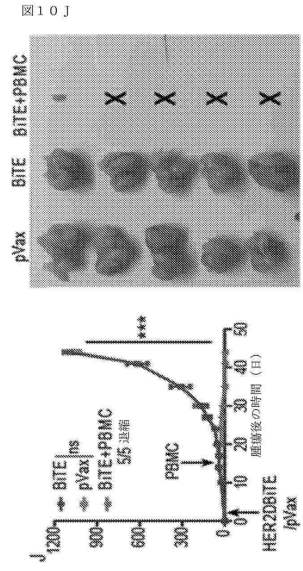 図10J
J
1200
900
600
300
0
0
10
20
30
40
50
腫瘍後の時間 (日)
BiTE
pVax
ns
BiTE+PBMC
5/5 退縮
***
PBMC
HER2DBiTE
/pVax
pVax
BiTE
BiTE+PBMC
X
X
X
X